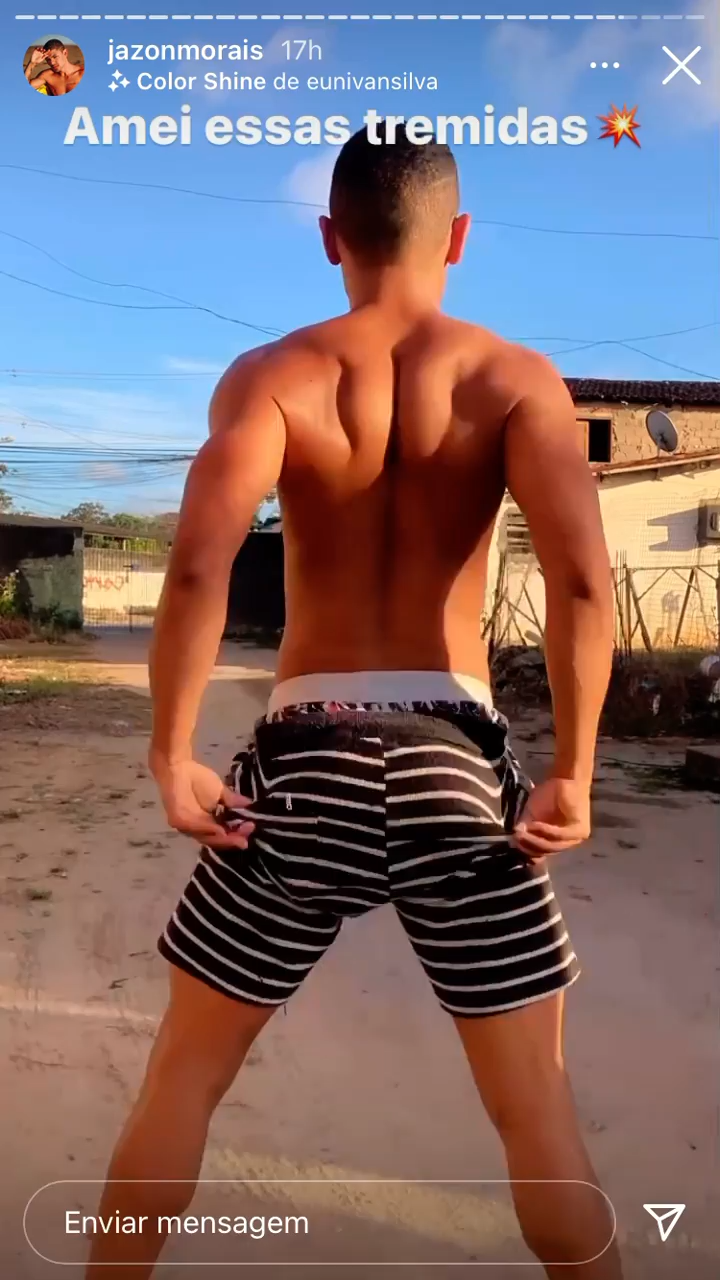 jazonmorais 17h
Color Shine de eunivansilva
Amei essas tremidas
Enviar mensagem